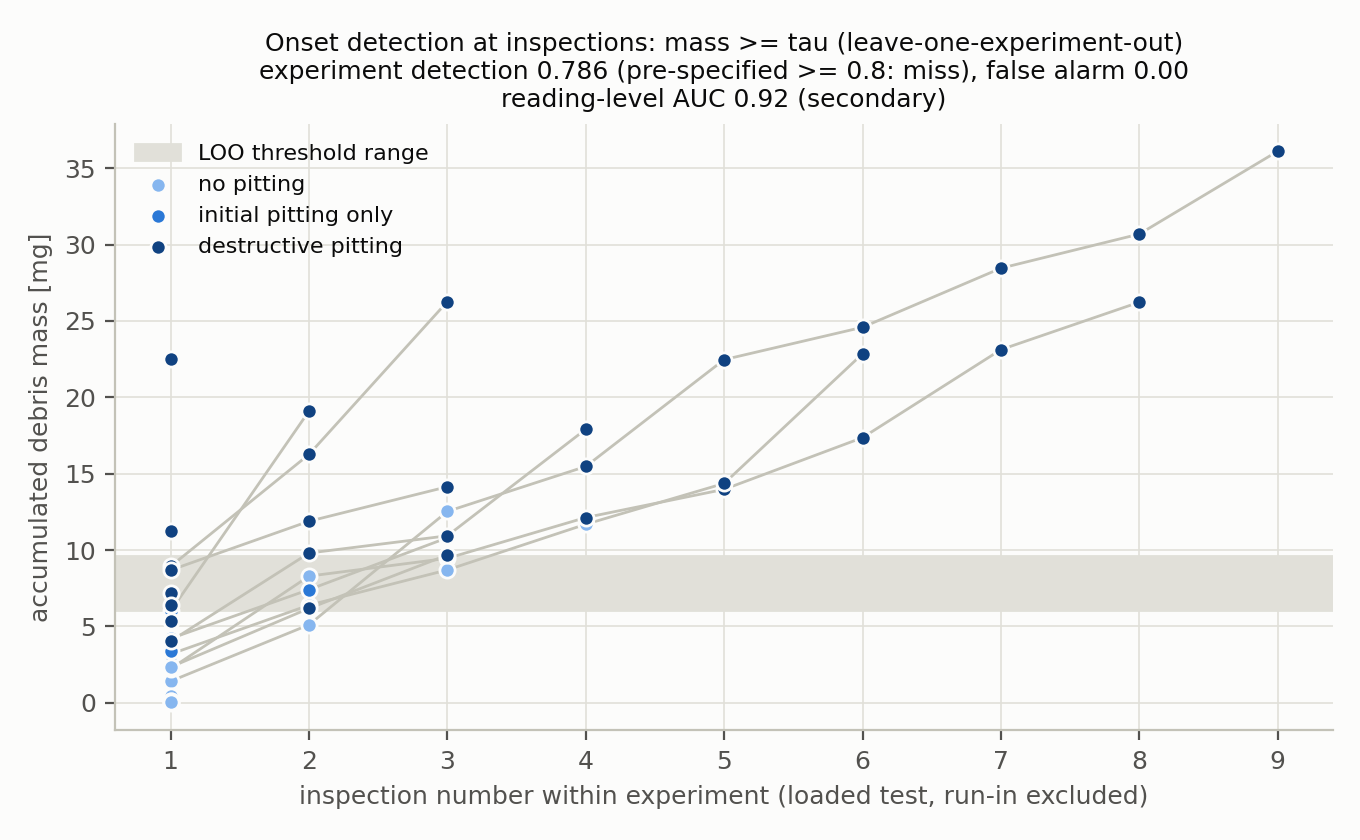 Onset detection at inspections: mass >= tau (leave-one-experiment-out)
experiment detection 0.786 (pre-specified >= 0.8: miss), false alarm 0.00
reading-level AUC 0.92 (secondary)
LOO threshold range
no pitting
initial pitting only
destructive pitting
accumulated debris mass [mg]
35
30
25
20
15
10
5
0
1 2 3 4 5 6 7 8 9
inspection number within experiment (loaded test, run-in excluded)